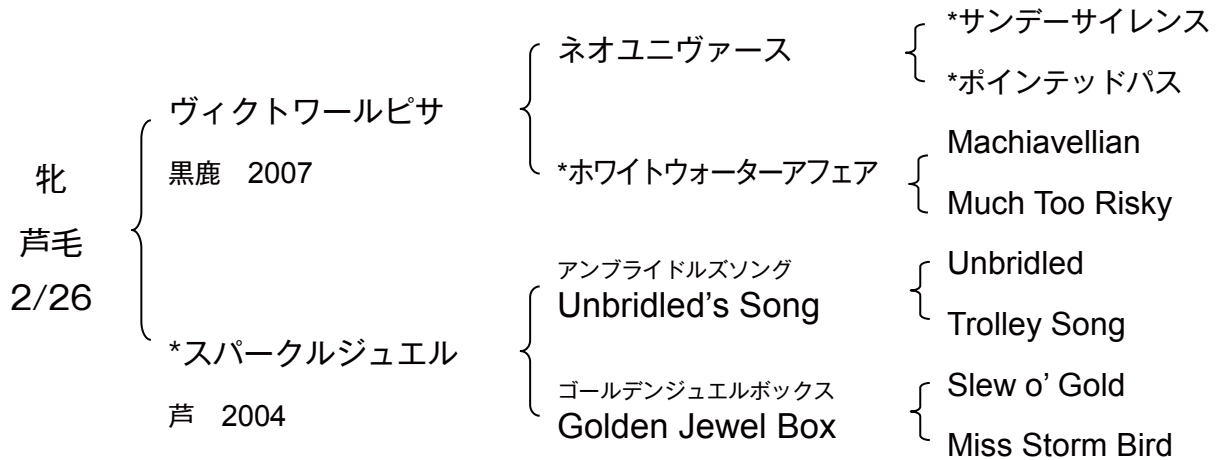 牝
芦毛
2/26
ヴィクトワールピサ
黒鹿　2007
*スパークルジュエル
芦　2004
ネオユニヴァース
*ホワイトウォーターアフェア
アンブライドルズソング
Unbridled's Song
ゴールデンジュエルボックス
Golden Jewel Box
*サンデーサイレンス
*ポインテッドパス
Machiavellian
Much Too Risky
Unbridled
Trolley Song
Slew o' Gold
Miss Storm Bird